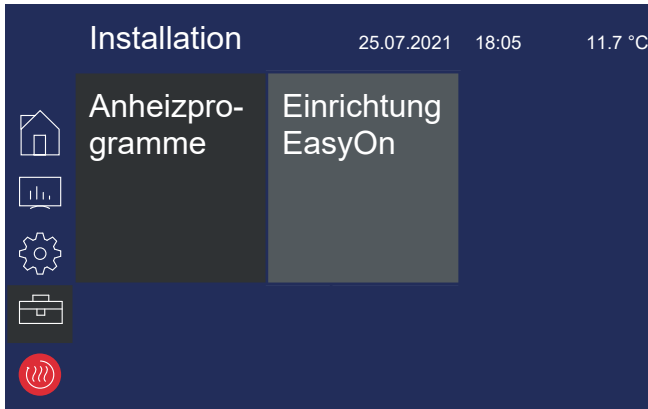 Installation 25.07.2021 18:05 11.7 °C
Anheizpro-
gramme
Einrichtung
EasyOn